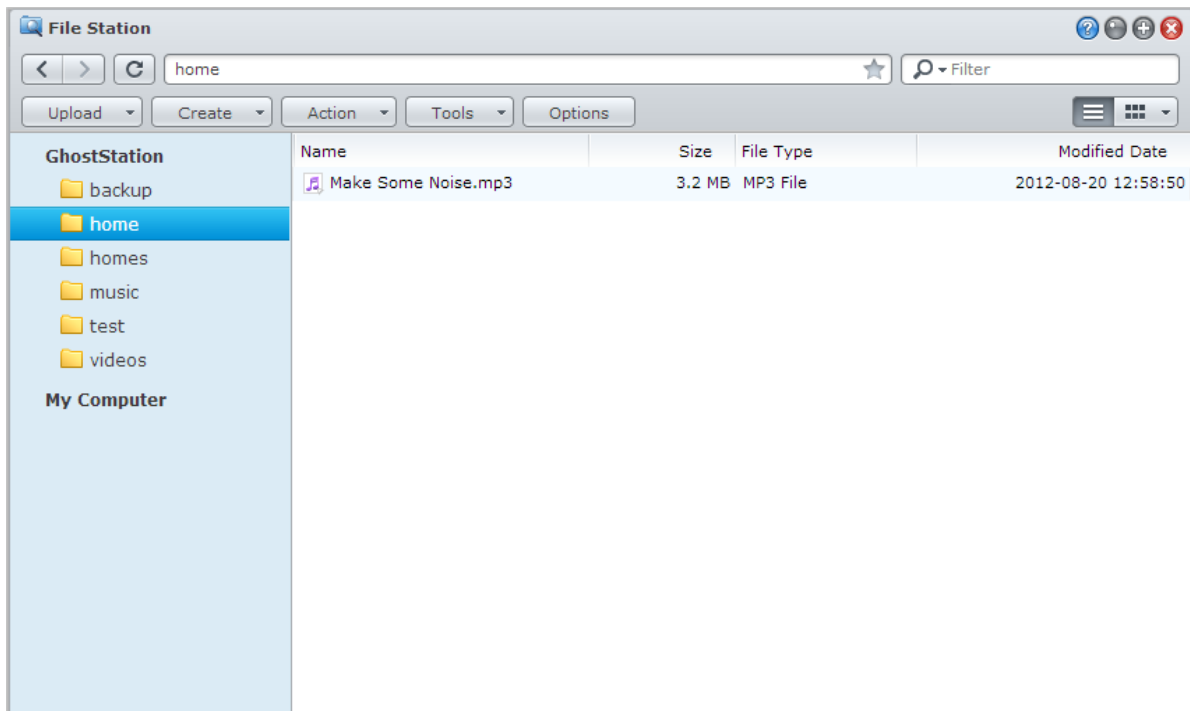 File Station
home
Filter
Upload Create Action Tools Options
GhostStation
backup
home
homes
music
test
videos
My Computer
Name Size File Type Modified Date
Make Some Noise.mp3 3.2 MB MP3 File 2012-08-20 12:58:50